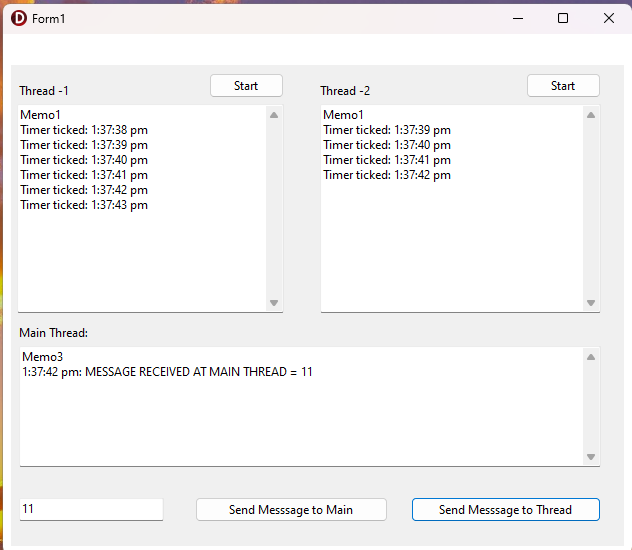 D Form1
Thread -1
Start
Thread -2
Start
Memo1
Timer ticked: 1:37:38 pm
Timer ticked: 1:37:39 pm
Timer ticked: 1:37:40 pm
Timer ticked: 1:37:41 pm
Timer ticked: 1:37:42 pm
Timer ticked: 1:37:43 pm
Memo1
Timer ticked: 1:37:39 pm
Timer ticked: 1:37:40 pm
Timer ticked: 1:37:41 pm
Timer ticked: 1:37:42 pm
Main Thread:
Memo3
1:37:42 pm: MESSAGE RECEIVED AT MAIN THREAD = 11
11
Send Messsage to Main
Send Messsage to Thread